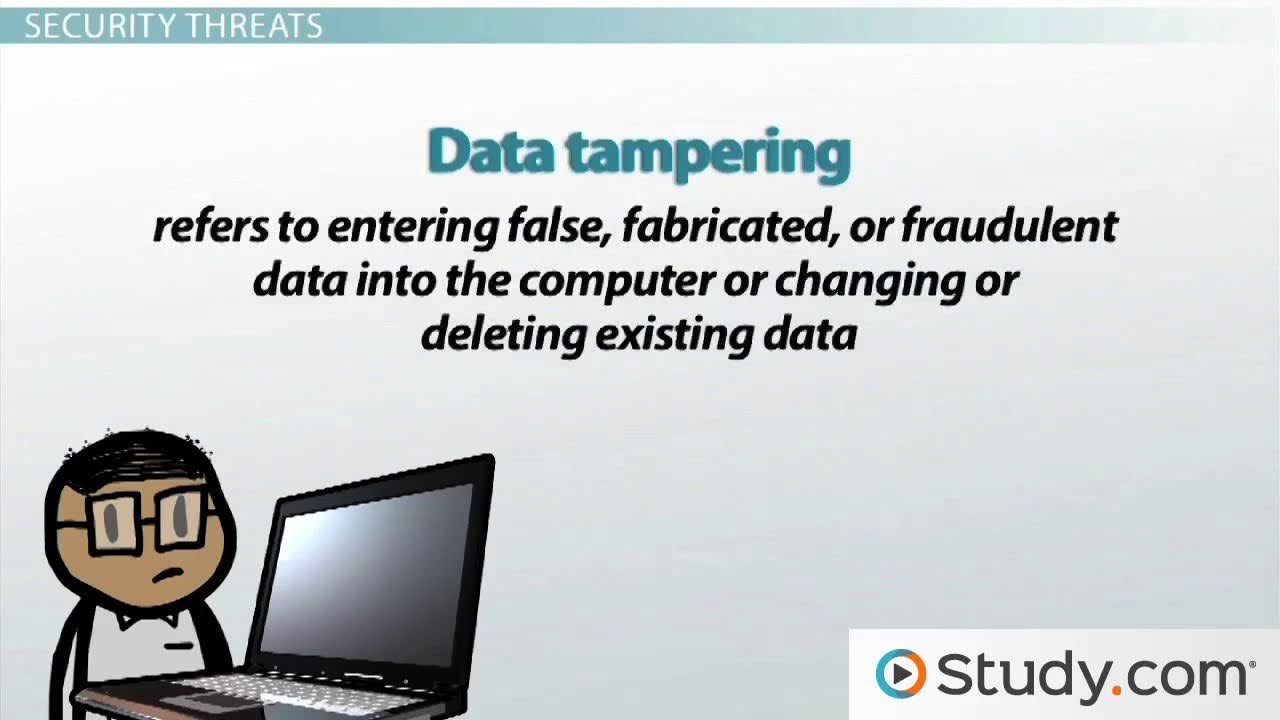 SECURITY THREATS
Data tampering
refers to entering false, fabricated, or fraudulent
data into the computer or changing or
deleting existing data
Study.com®